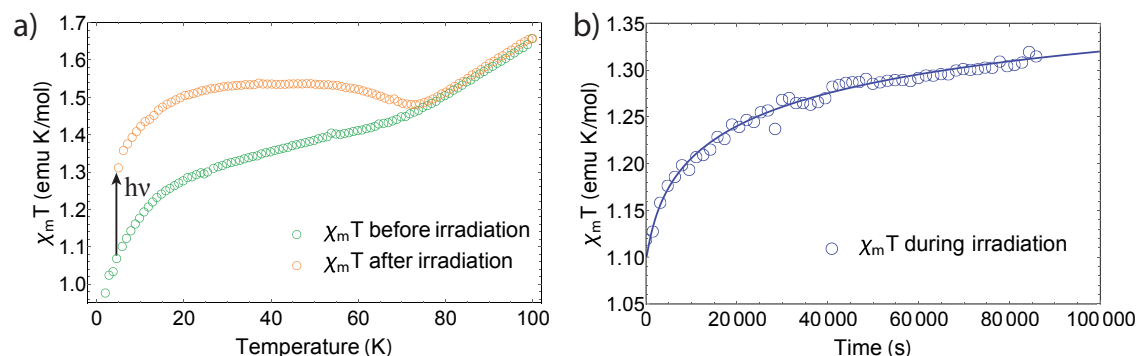 a)
χₘT (emu K/mol)
1.7
1.6
1.5
1.4
1.3
1.2
1.1
1.0
hν
χₘT before irradiation
χₘT after irradiation
0 20 40 60 80 100
Temperature (K)
b)
χₘT (emu K/mol)
1.35
1.30
1.25
1.20
1.15
1.10
1.05
χₘT during irradiation
0 20 000 40 000 60 000 80 000 100 000
Time (s)